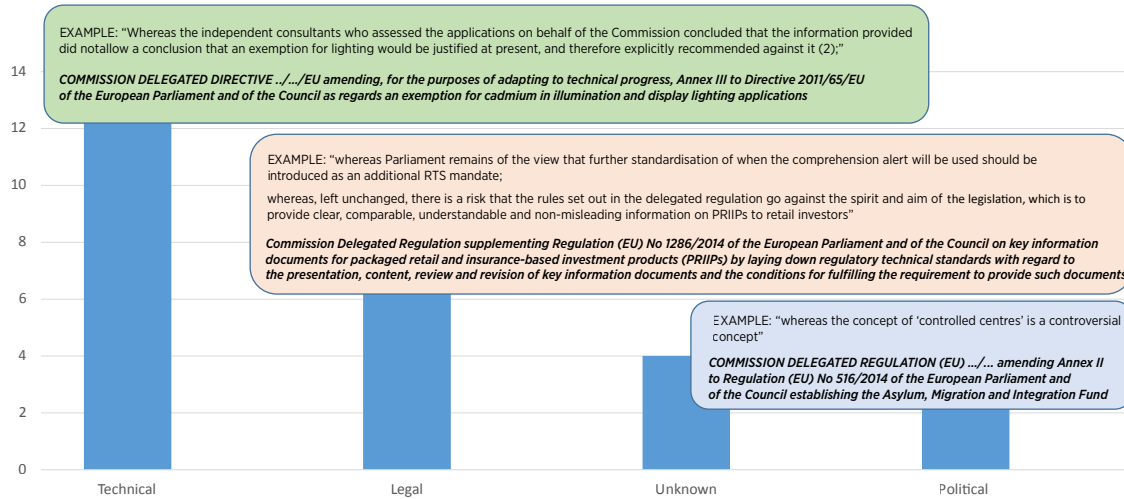 EXAMPLE: “Whereas the independent consultants who assessed the applications on behalf of the Commission concluded that the information provided
did notallow a conclusion that an exemption for lighting would be justified at present, and therefore explicitly recommended against it (2);”
COMMISSION DELEGATED DIRECTIVE ../.../EU amending, for the purposes of adapting to technical progress, Annex III to Directive 2011/65/EU
of the European Parliament and of the Council as regards an exemption for cadmium in illumination and display lighting applications
14
12
EXAMPLE: “whereas Parliament remains of the view that further standardisation of when the comprehension alert will be used should be
introduced as an additional RTS mandate;
whereas, left unchanged, there is a risk that the rules set out in the delegated regulation go against the spirit and aim of the legislation, which is to
provide clear, comparable, understandable and non-misleading information on PRIIPs to retail investors”
Commission Delegated Regulation supplementing Regulation (EU) No 1286/2014 of the European Parliament and of the Council on key information
documents for packaged retail and insurance-based investment products (PRIIPs) by laying down regulatory technical standards with regard to
the presentation, content, review and revision of key information documents and the conditions for fulfilling the requirement to provide such documents
10
8
6
EXAMPLE: “whereas the concept of ‘controlled centres’ is a controversial
concept”
COMMISSION DELEGATED REGULATION (EU) .../... amending Annex II
to Regulation (EU) No 516/2014 of the European Parliament and
of the Council establishing the Asylum, Migration and Integration Fund
4
2
0
Technical
Legal
Unknown
Political